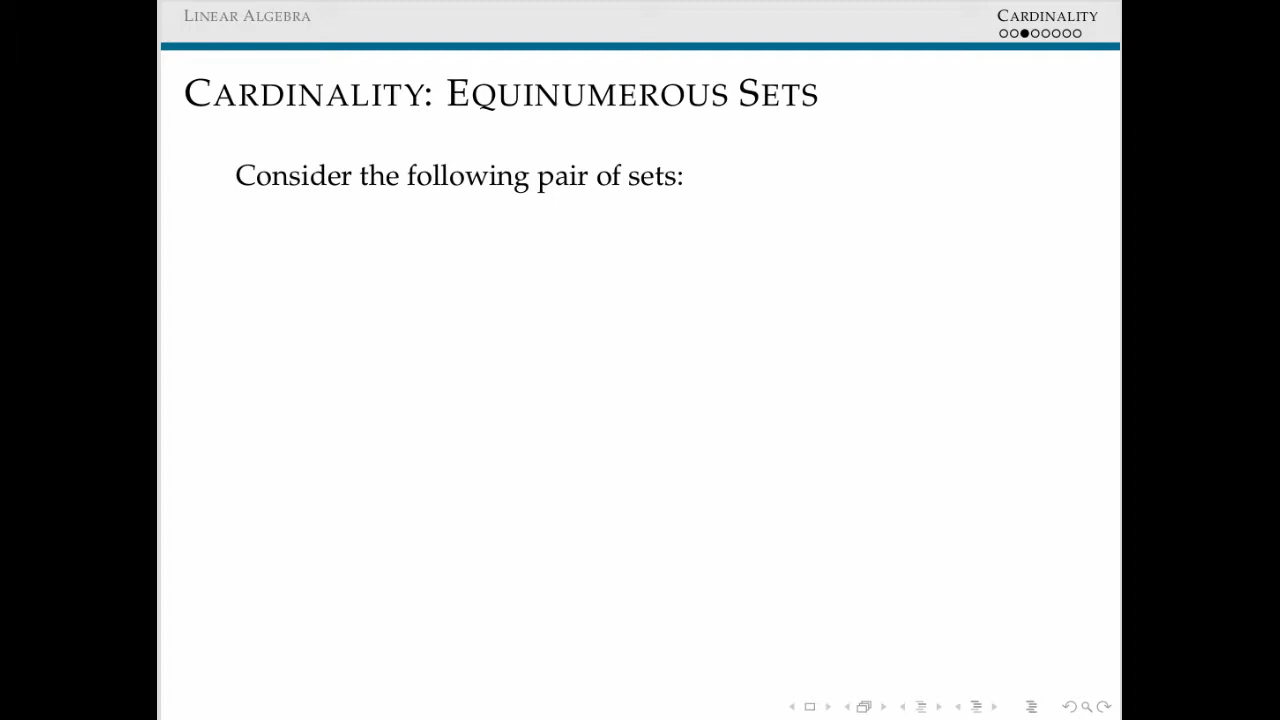 LINEAR ALGEBRA
CARDINALITY
CARDINALITY: EQUINUMEROUS SETS
Consider the following pair of sets: